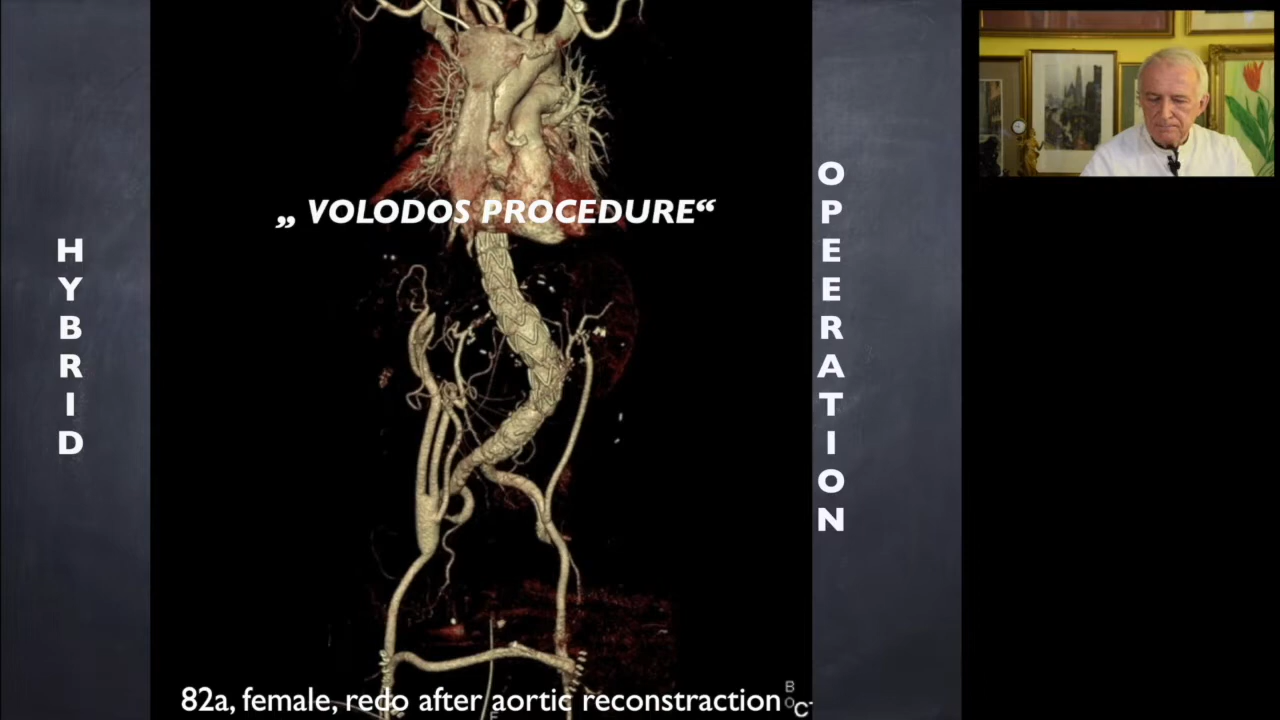 „ VOLODOS PROCEDURE“
HYBRID
OPEERATION
82a, female, redo after aortic reconstraction